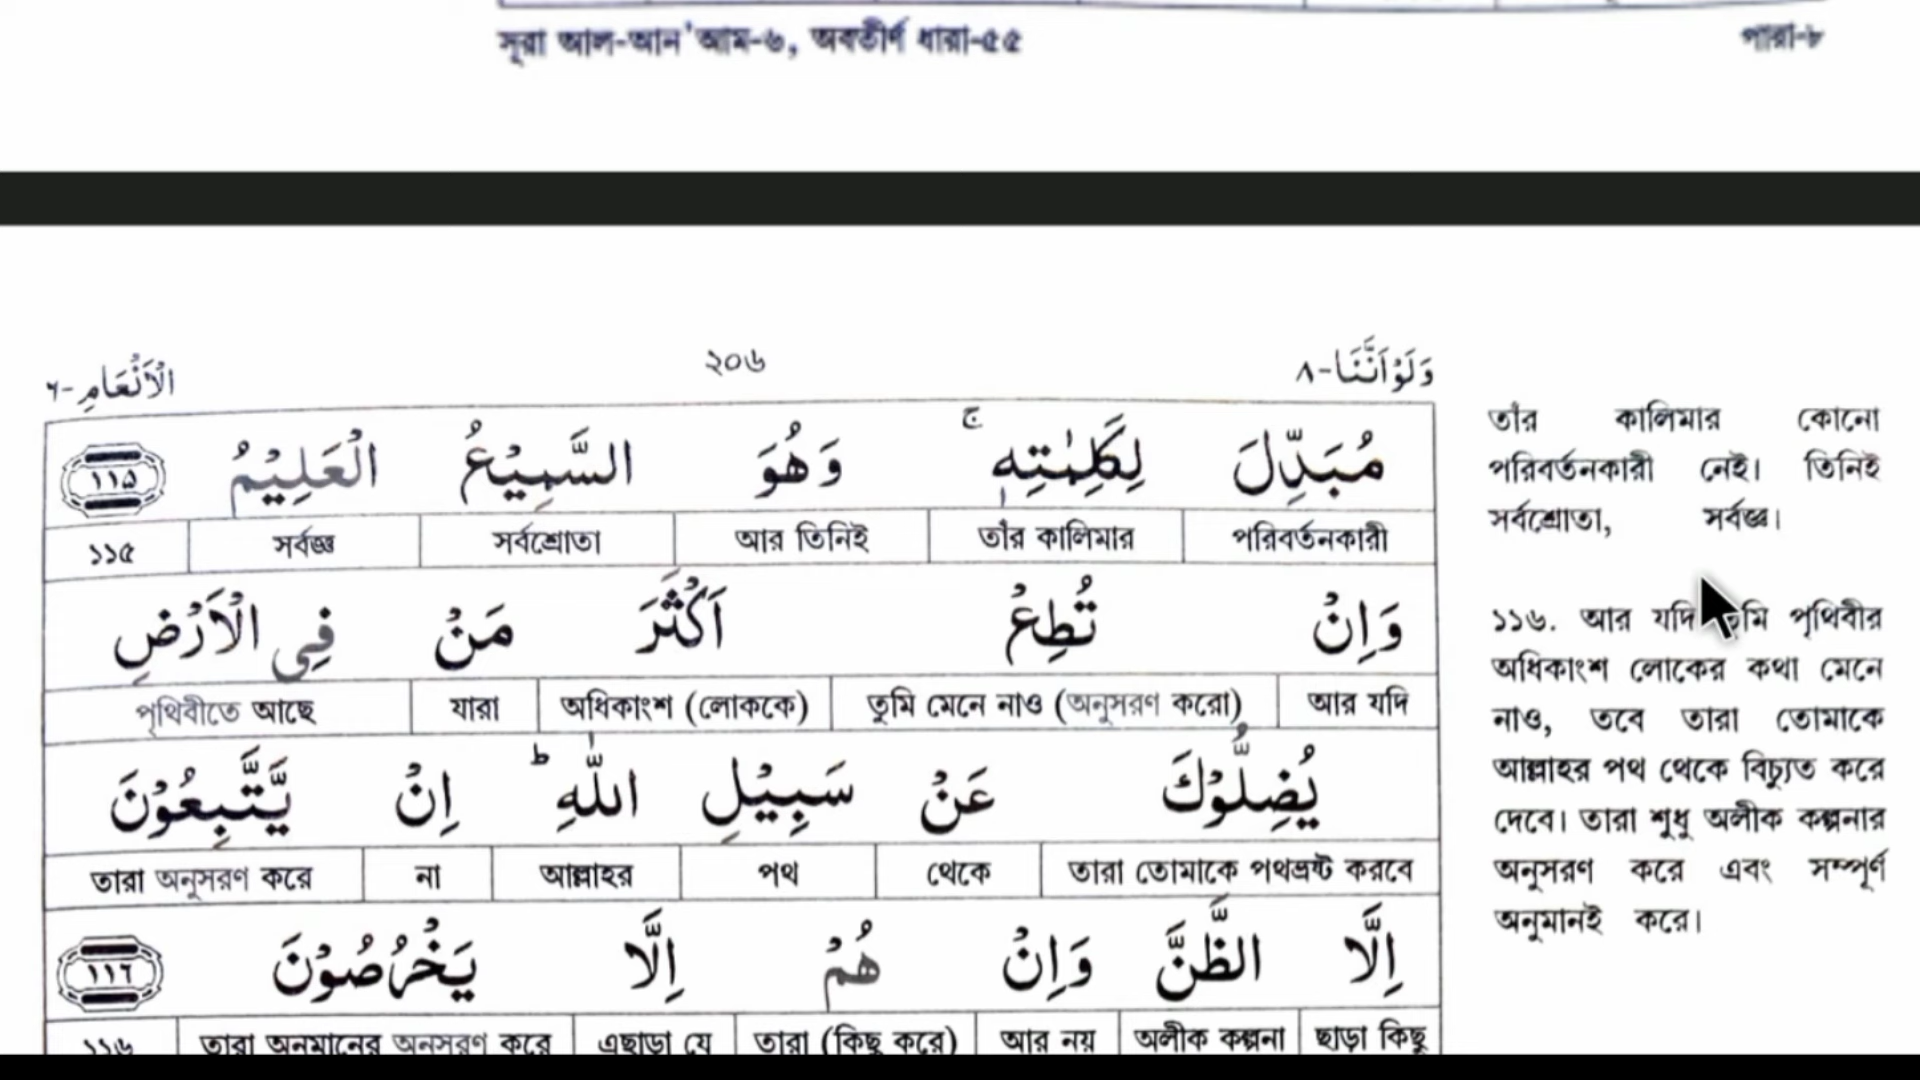 সূরা আল-আন'আম-৬, অবতীর্ণ ধারা-৫৫ পারা-৮
الْاَنْعَامِ-٦ ২০৬ وَلَوْاَنَّنَا-٨
مُبَدِّلَ لِكَلِمٰتِهٖ ۚ وَهُوَ السَّمِيْعُ الْعَلِيْمُ ١١٥
পরিবর্তনকারী তাঁর কালিমার আর তিনিই সর্বশ্রোতা সর্বজ্ঞ ১১৫
وَاِنْ تُطِعْ اَكْثَرَ مَنْ فِى الْاَرْضِ
আর যদি তুমি মেনে নাও (অনুসরণ করো) অধিকাংশ (লোককে) যারা পৃথিবীতে আছে
يُضِلُّوْكَ عَنْ سَبِيْلِ اللّٰهِ ؕ اِنْ يَّتَّبِعُوْنَ
তারা তোমাকে পথভ্রষ্ট করবে থেকে পথ আল্লাহর না তারা অনুসরণ করে
اِلَّا الظَّنَّ وَاِنْ هُمْ اِلَّا يَخْرُصُوْنَ ١١٦
ছাড়া কিছু অলীক কল্পনা আর নয় তারা (কিছু করে) এছাড়া যে তারা অনুমানের অনুসরণ করে ১১৬
তাঁর কালিমার কোনো
পরিবর্তনকারী নেই। তিনিই
সর্বশ্রোতা, সর্বজ্ঞ।
১১৬. আর যদি তুমি পৃথিবীর
অধিকাংশ লোকের কথা মেনে
নাও, তবে তারা তোমাকে
আল্লাহর পথ থেকে বিচ্যুত করে
দেবে। তারা শুধু অলীক কল্পনার
অনুসরণ করে এবং সম্পূর্ণ
অনুমানই করে।